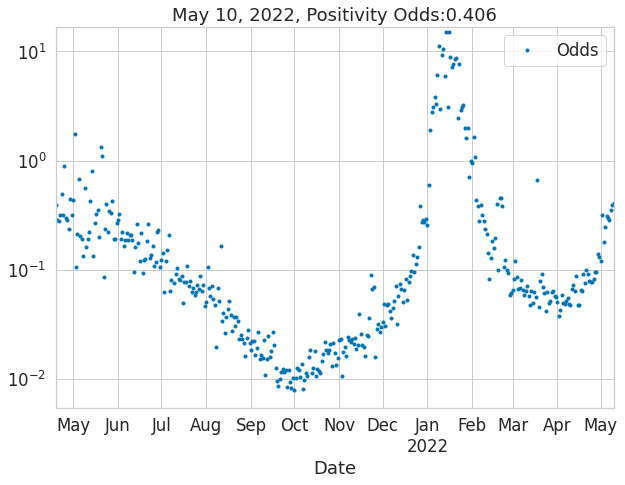 May 10, 2022, Positivity Odds:0.406
Odds
10¹
10⁰
10⁻¹
10⁻²
May Jun Jul Aug Sep Oct Nov Dec Jan Feb Mar Apr May
2022
Date